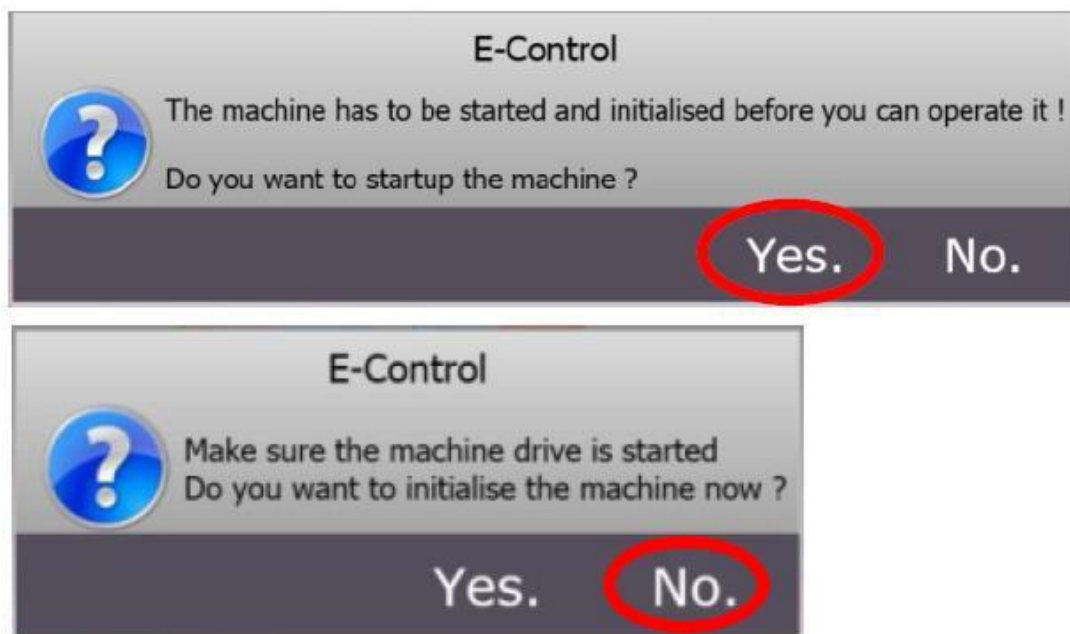 E-Control
The machine has to be started and initialised before you can operate it !
Do you want to startup the machine ?
Yes. No.
E-Control
Make sure the machine drive is started
Do you want to initialise the machine now ?
Yes. No.